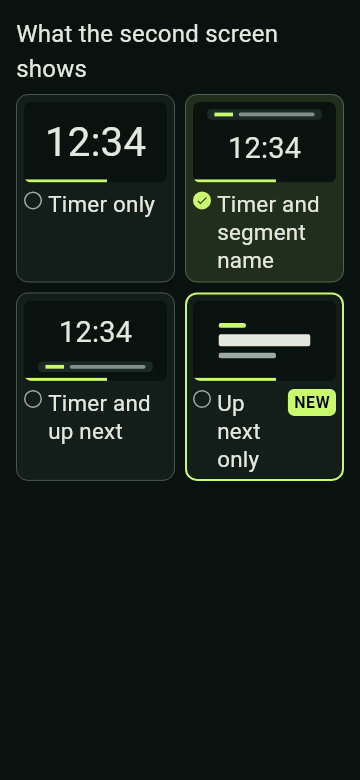 What the second screen
shows
12:34
Timer only
12:34
Timer and
segment
name
12:34
Timer and
up next
Up
next
only
NEW